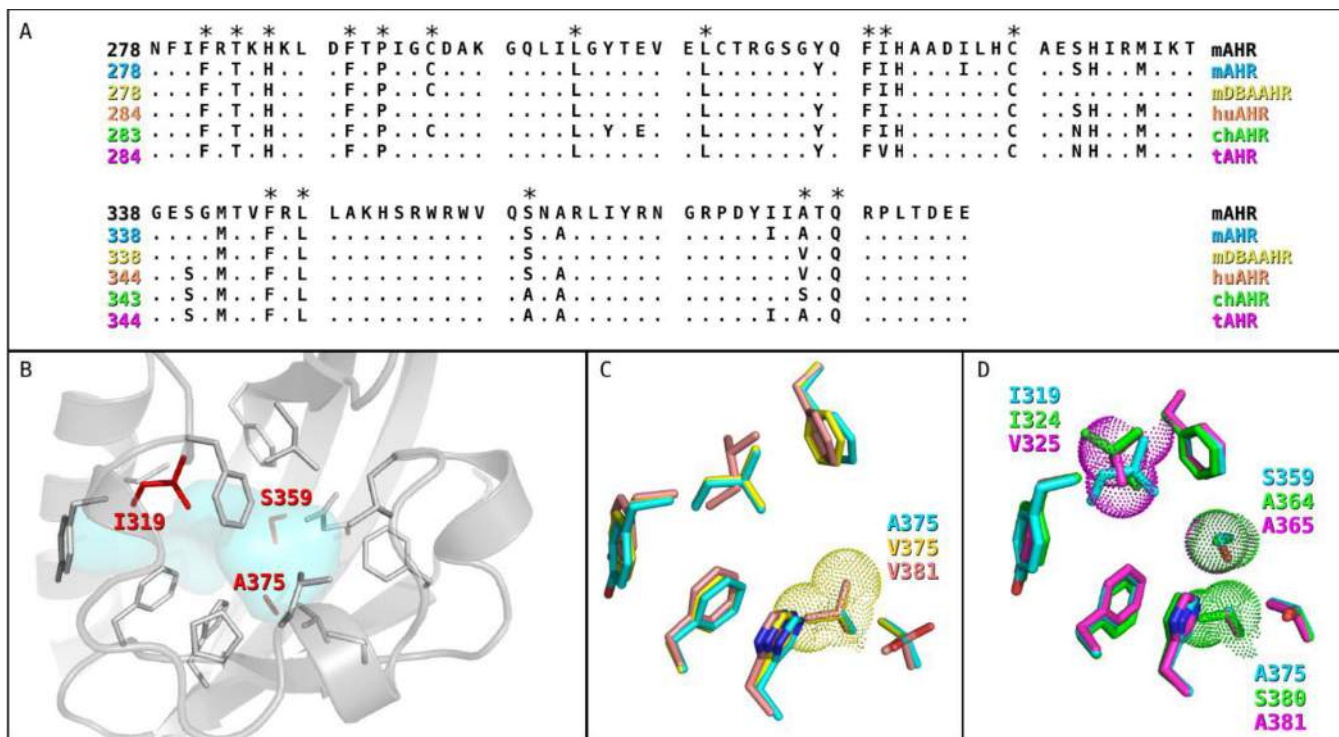 A
* * * * * * * * * * *
278 NFIFRTKHKL DFTPIGCDAK GQLILGYTEV ELCTRGSGYQ FIHAADILHC AESHIRMIKT mAHR
278 ...F.T.H.. .F.P..C... ....L..... .L......Y. FIH...I..C ..SH..M... mAHR
278 ...F.T.H.. .F.P..C... ....L..... .L........ FIH......C .......... mDBAAHR
284 ...F.T.H.. .F.P...... ....L..... .L......Y. FI.......C ..SH..M... huAHR
283 ...F.T.H.. .F.P..C... ....L.Y.E. .L......Y. FIH......C ..NH..M... chAHR
284 ...F.T.H.. .F.P...... ....L..... .L......Y. FVH......C ..NH..M... tAHR
* * * * *
338 GESGMTVFRL LAKHSRWRWV QSNARLIYRN GRPDYIIATQ RPLTDEE mAHR
338 ....M..F.L .......... .S.A...... .....I.A.Q ....... mAHR
338 ....M..F.L .......... .S........ .......V.Q ....... mDBAAHR
344 ..S.M..F.L .......... .S.A...... .......V.Q ....... huAHR
343 ....M..F.L .......... .A.A...... .......S.Q ....... chAHR
344 ..S.M..F.L .......... .A.A...... .....I.A.Q ....... tAHR
B
I319
S359
A375
C
A375
V375
V381
D
I319
I324
V325
S359
A364
A365
A375
S380
A381